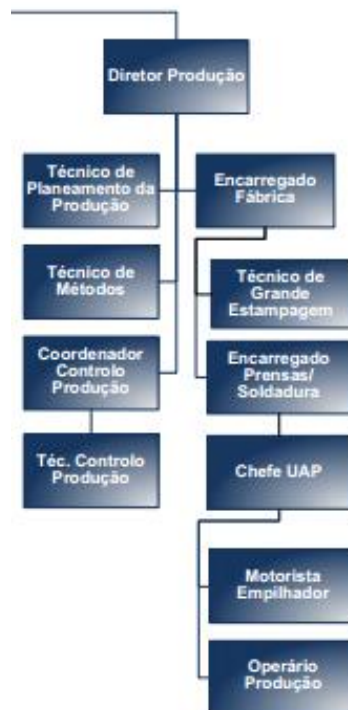 Diretor Produção
Técnico de
Planeamento da
Produção
Encarregado
Fábrica
Técnico de
Métodos
Técnico de
Grande
Estampagem
Coordenador
Controlo
Produção
Encarregado
Prensas/
Soldadura
Téc. Controlo
Produção
Chefe UAP
Motorista
Empilhador
Operário
Produção